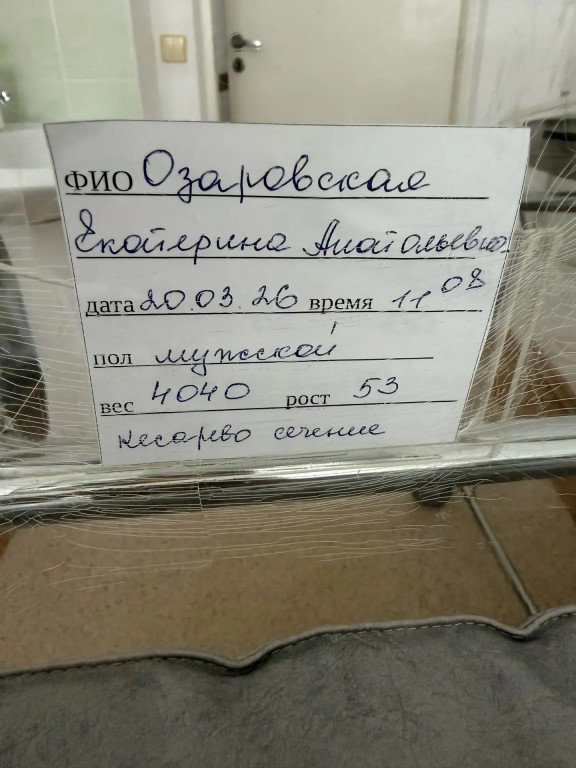 ФИО Озаровская
Екатерина Анатольевна
дата 20.03.26 время 11 08
пол мужской
вес 4040 рост 53
кесарево сечение